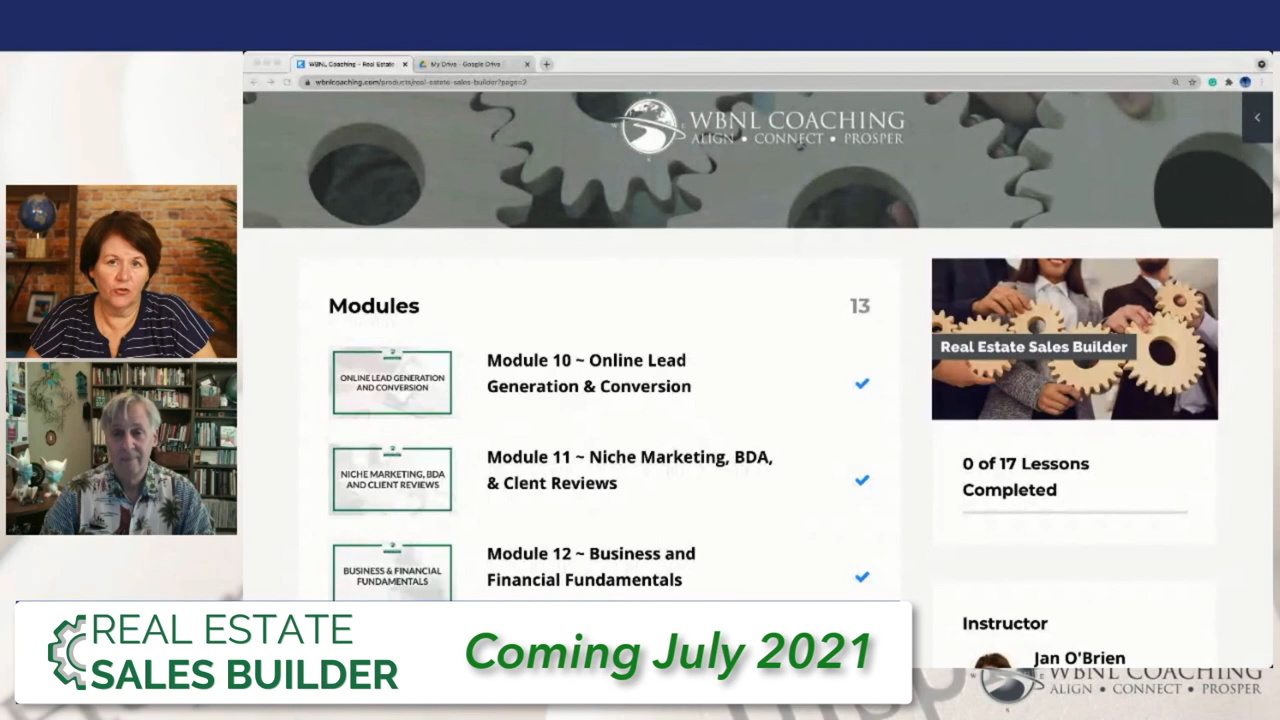 WBNL Coaching - Real Estate
My Drive - Google Drive
wbnlcoaching.com/products/real-estate-sales-builder?page=2
WBNL COACHING
ALIGN • CONNECT • PROSPER
Modules
13
ONLINE LEAD GENERATION
AND CONVERSION
Module 10 ~ Online Lead
Generation & Conversion
NICHE MARKETING, BDA
AND CLIENT REVIEWS
Module 11 ~ Niche Marketing, BDA,
& Clent Reviews
BUSINESS & FINANCIAL
FUNDAMENTALS
Module 12 ~ Business and
Financial Fundamentals
Real Estate Sales Builder
0 of 17 Lessons
Completed
Instructor
Jan O'Brien
REAL ESTATE
SALES BUILDER
Coming July 2021
WBNL COACHING
ALIGN • CONNECT • PROSPER